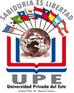 SABIDURIA ES LIBERTAD
UPE
Universidad Privada del Este